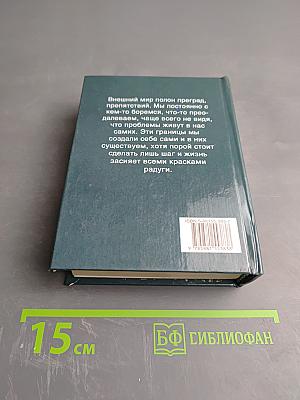 Внешний мир полон преград,
препятствий. Мы постоянно с
кем-то боремся, что-то прео-
далеваем, чаще всего не видя,
что проблемы живут в нас
самих. Эти границы мы
создали себе сами и в них
существуем, хотя порой стоит
сделать лишь шаг и жизнь
засияет всеми красками
радуги.
15 см
БФ БИБЛИОФАН